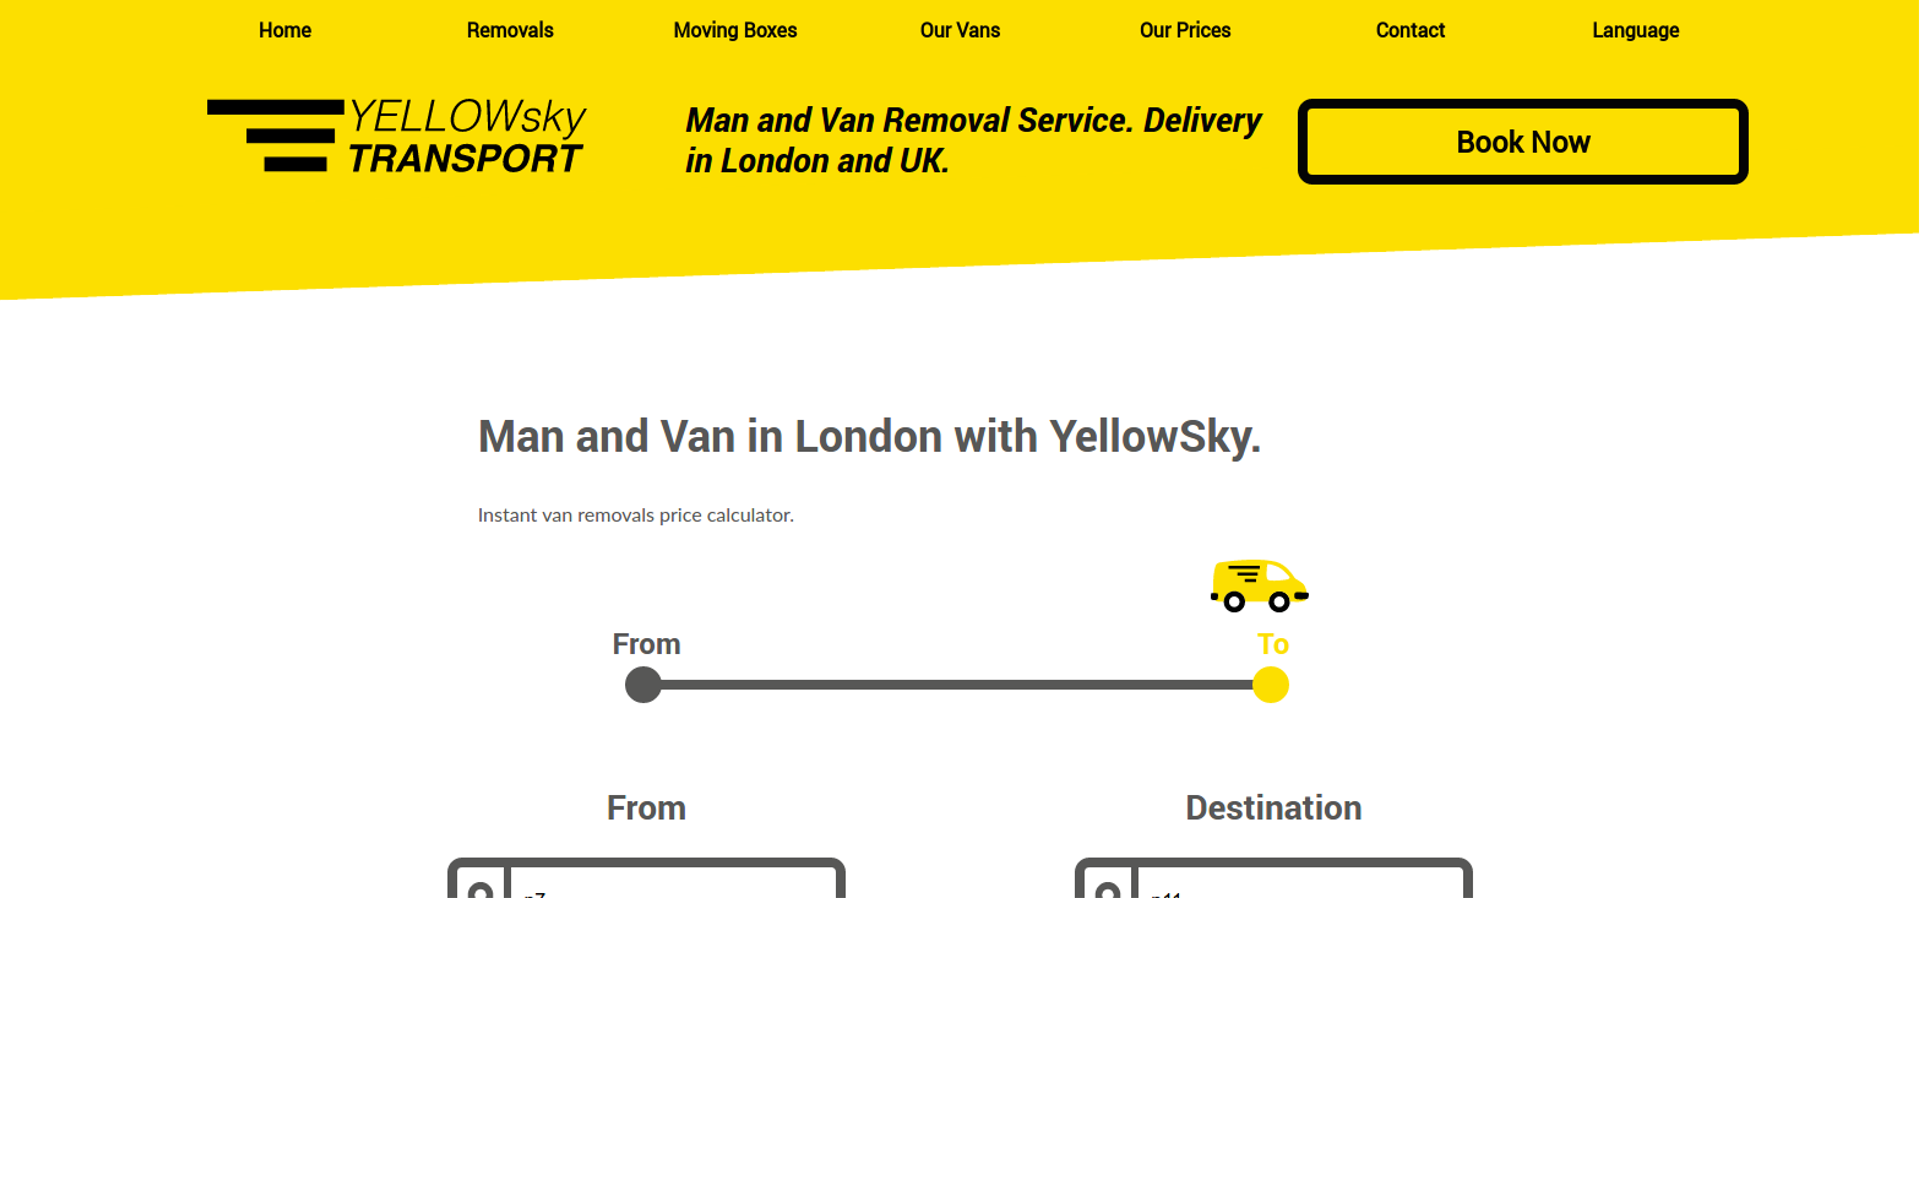 Home Removals Moving Boxes Our Vans Our Prices Contact Language
YELLOWsky
TRANSPORT
Man and Van Removal Service. Delivery
in London and UK.
Book Now
Man and Van in London with YellowSky.
Instant van removals price calculator.
From To
From Destination